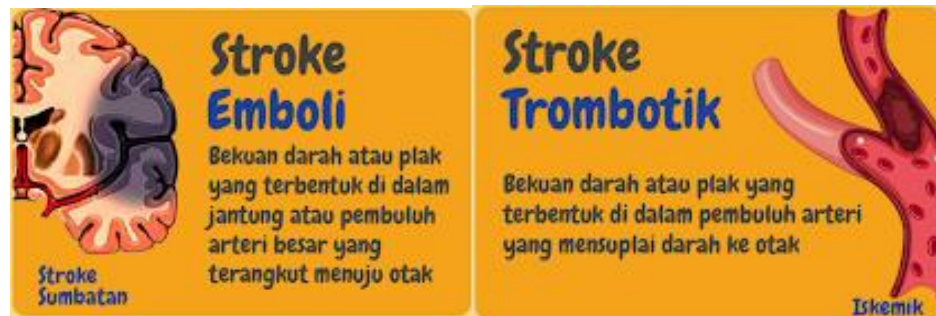 Stroke
Emboli
Bekuan darah atau plak
yang terbentuk di dalam
jantung atau pembuluh
arteri besar yang
terangkut menuju otak
Stroke
Sumbatan
Stroke
Trombotik
Bekuan darah atau plak yang
terbentuk di dalam pembuluh arteri
yang mensuplai darah ke otak
Iskemik